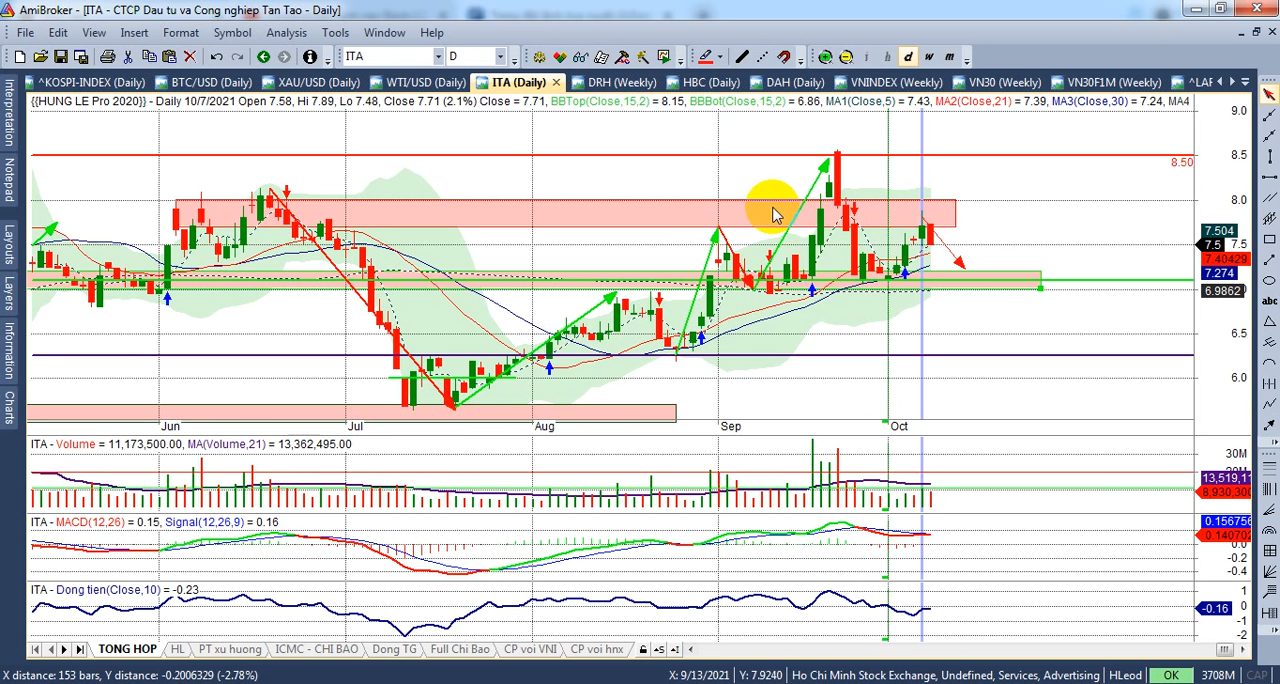 AmiBroker - [ITA - CTCP Dau tu va Cong nghiep Tan Tao - Daily]
File Edit View Insert Format Symbol Analysis Tools Window Help
ITA D i h d w m
^KOSPI-INDEX (Daily) BTC/USD (Daily) XAU/USD (Daily) WTI/USD (Daily) ITA (Daily) DRH (Weekly) HBC (Daily) DAH (Daily) VNINDEX (Weekly) VN30 (Weekly) VN30F1M (Weekly)
{{HUNG LE Pro 2020}} - Daily 10/7/2021 Open 7.58, Hi 7.89, Lo 7.48, Close 7.71 (2.1%) Close = 7.71, BBTop(Close,15,2) = 8.15, BBBot(Close,15,2) = 6.86, MA1(Close,5) = 7.43, MA2(Close,21) = 7.39, MA3(Close,30) = 7.24, MA4
Interpretation
Notepad
Layouts
Layers
Information
Charts
9.0
8.5
8.50
8.0
7.504
7.5
7.5
7.40429
7.274
6.9862
6.5
6.0
Jun Jul Aug Sep Oct
ITA - Volume = 11,173,500.00, MA(Volume,21) = 13,362,495.00
30M
13,519,11
8,930,300
ITA - MACD(12,26) = 0.15, Signal(12,26,9) = 0.16
0.156756
0.140702
0.0
-0.2
-0.4
ITA - Dong tien(Close,10) = -0.23
1
0
-0.16
-1
-2
TONG HOP HL PT xu huong ICMC - CHI BAO Dong TG Full Chi Bao CP voi VNI CP voi hnx
abc
X distance: 153 bars, Y distance: -0.2006329 (-2.78%) X: 9/13/2021 Y: 7.9240 Ho Chi Minh Stock Exchange, Undefined, Services, Advertising HLeod OK 3708M CAP